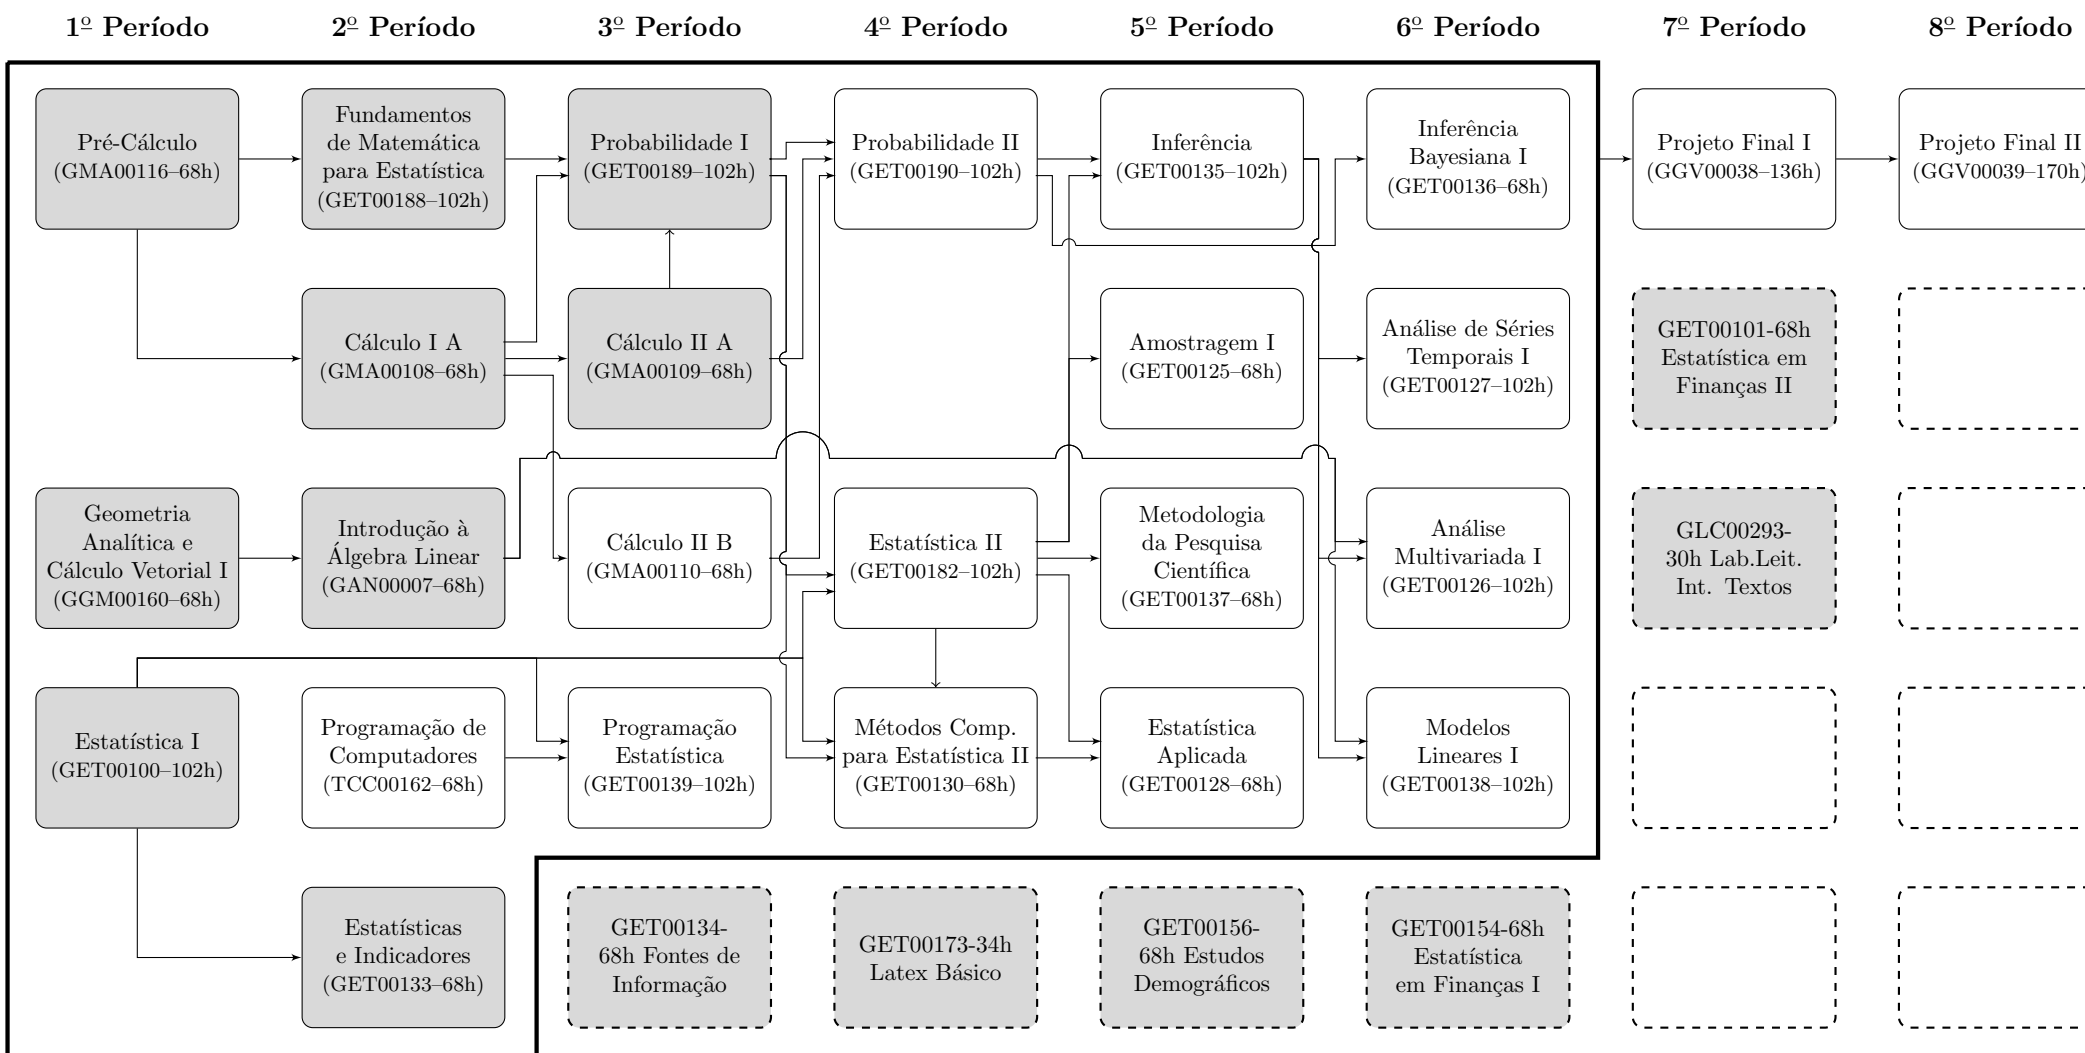 1º Período
2º Período
3º Período
4º Período
5º Período
6º Período
7º Período
8º Período
Pré-Cálculo
(GMA00116–68h)
Fundamentos
de Matemática
para Estatística
(GET00188–102h)
Probabilidade I
(GET00189–102h)
Probabilidade II
(GET00190–102h)
Inferência
(GET00135–102h)
Inferência
Bayesiana I
(GET00136–68h)
Projeto Final I
(GGV00038–136h)
Projeto Final II
(GGV00039–170h)
Cálculo I A
(GMA00108–68h)
Cálculo II A
(GMA00109–68h)
Amostragem I
(GET00125–68h)
Análise de Séries
Temporais I
(GET00127–102h)
GET00101-68h
Estatística em
Finanças II
Geometria
Analítica e
Cálculo Vetorial I
(GGM00160–68h)
Introdução à
Álgebra Linear
(GAN00007–68h)
Cálculo II B
(GMA00110–68h)
Estatística II
(GET00182–102h)
Metodologia
da Pesquisa
Científica
(GET00137–68h)
Análise
Multivariada I
(GET00126–102h)
GLC00293-
30h Lab.Leit.
Int. Textos
Estatística I
(GET00100–102h)
Programação de
Computadores
(TCC00162–68h)
Programação
Estatística
(GET00139–102h)
Métodos Comp.
para Estatística II
(GET00130–68h)
Estatística
Aplicada
(GET00128–68h)
Modelos
Lineares I
(GET00138–102h)
Estatísticas
e Indicadores
(GET00133–68h)
GET00134-
68h Fontes de
Informação
GET00173-34h
Latex Básico
GET00156-
68h Estudos
Demográficos
GET00154-68h
Estatística
em Finanças I